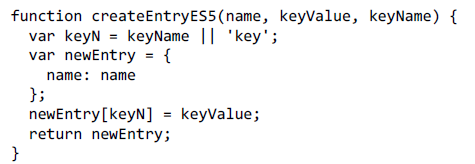 function createEntryES5(name, keyValue, keyName) {
  var keyN = keyName || 'key';
  var newEntry = {
    name: name
  };
  newEntry[keyN] = keyValue;
  return newEntry;
}